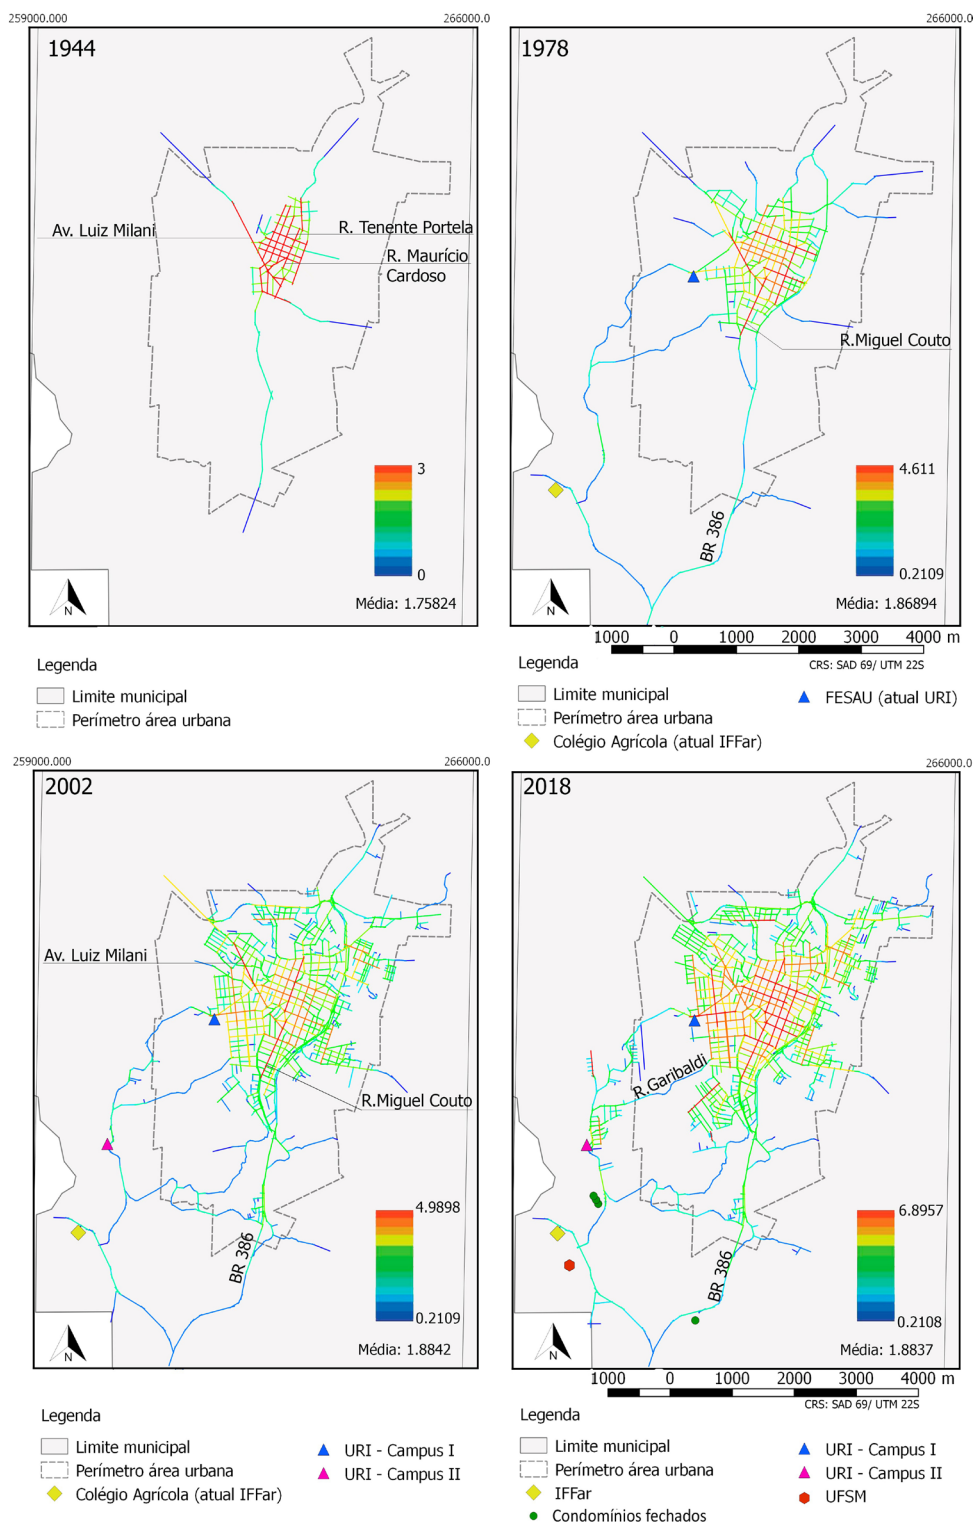 259000.000
266000.0
1944
Av. Luiz Milani
R. Tenente Portela
R. Maurício
Cardoso
3
0
Média: 1.75824
N
266000.0
1978
R.Miguel Couto
BR 386
4.611
0.2109
Média: 1.86894
N
1000 0 1000 2000 3000 4000 m
CRS: SAD 69/ UTM 22S
Legenda
Limite municipal
Perímetro área urbana
Legenda
Limite municipal
Perímetro área urbana
Colégio Agrícola (atual IFFar)
FESAU (atual URI)
259000.000
266000.0
2002
Av. Luiz Milani
R.Miguel Couto
BR 386
4.9898
0.2109
Média: 1.8842
N
266000.0
2018
R.Garibaldi
BR 386
6.8957
0.2108
Média: 1.8837
N
1000 0 1000 2000 3000 4000 m
CRS: SAD 69/ UTM 22S
Legenda
Limite municipal
Perímetro área urbana
Colégio Agrícola (atual IFFar)
URI - Campus I
URI - Campus II
Legenda
Limite municipal
Perímetro área urbana
IFFar
Condomínios fechados
URI - Campus I
URI - Campus II
UFSM